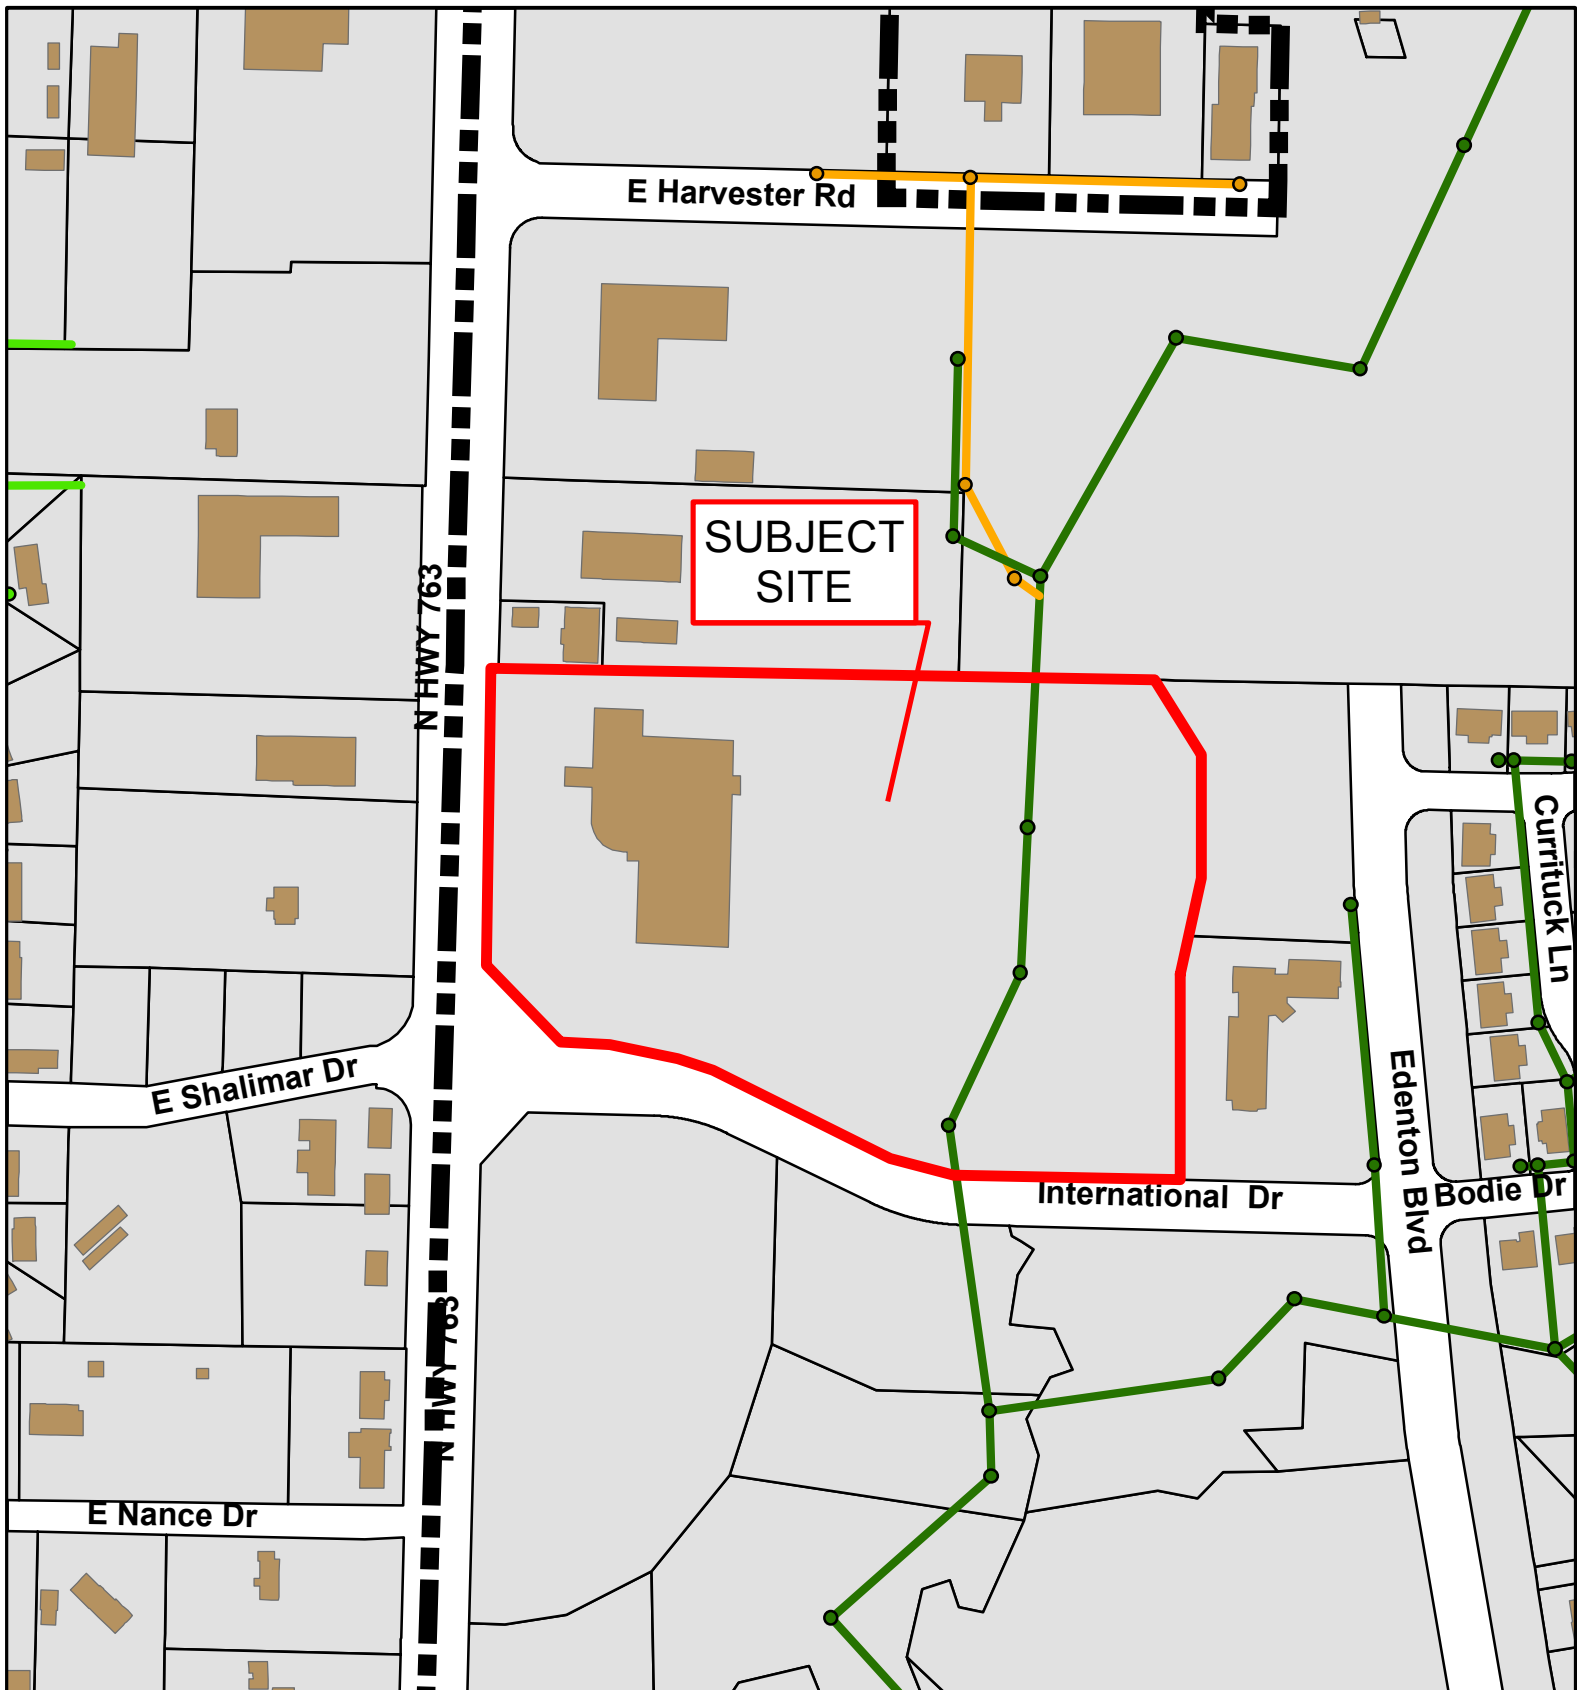 E Harvester Rd
SUBJECT
SITE
N HWY 763
Currituck Ln
E Shalimar Dr
Edenton Blvd
International Dr
Bodie Dr
N HWY 763
E Nance Dr